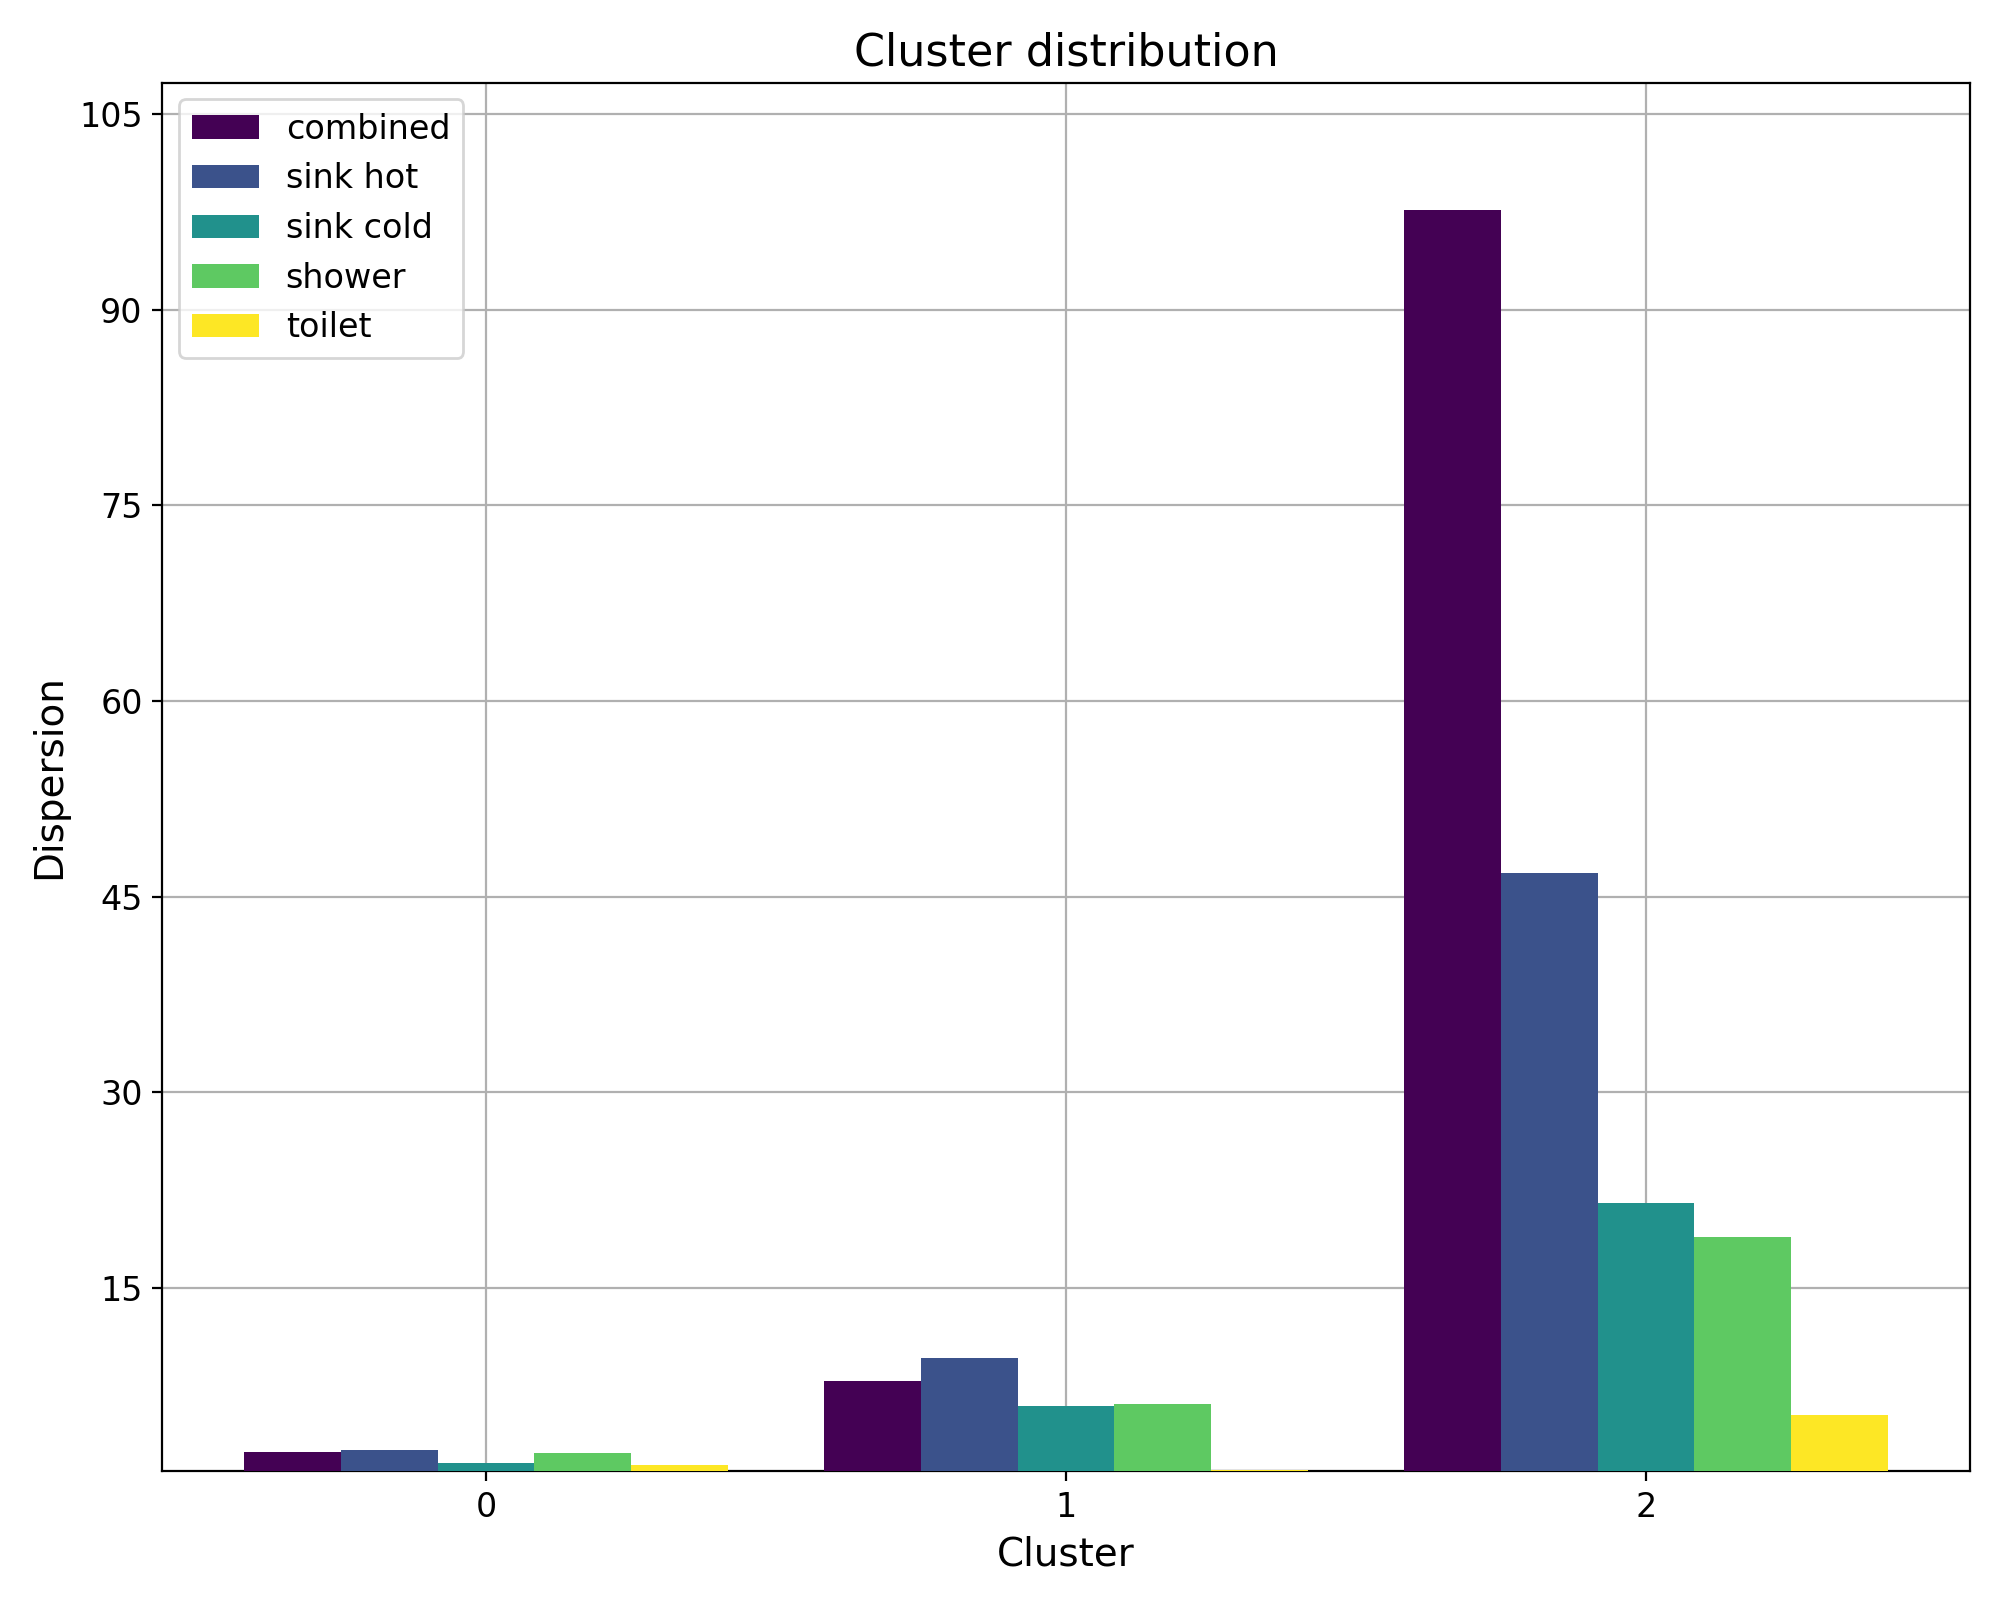 Cluster distribution
combined
sink hot
sink cold
shower
toilet
105
90
75
60
45
30
15
Dispersion
0 1 2
Cluster